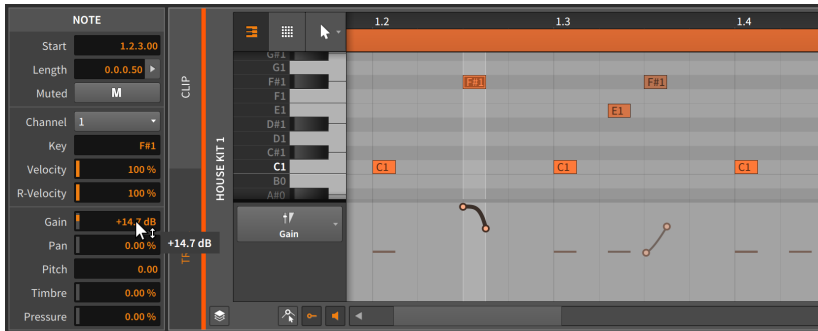 NOTE
Start 1.2.3.00
Length 0.0.0.50
Muted M
Channel 1
Key F#1
Velocity 100 %
R-Velocity 100 %
Gain +14.7 dB
Pan 0.00 %
Pitch 0.00
Timbre 0.00 %
Pressure 0.00 %
+14.7 dB
CLIP
HOUSE KIT 1
1.2 1.3 1.4
G#1
G1
F#1 F#1 F#1
F1
E1 E1
D#1
D1
C#1
C1 C1 C1 C1
B0
A#0
Gain